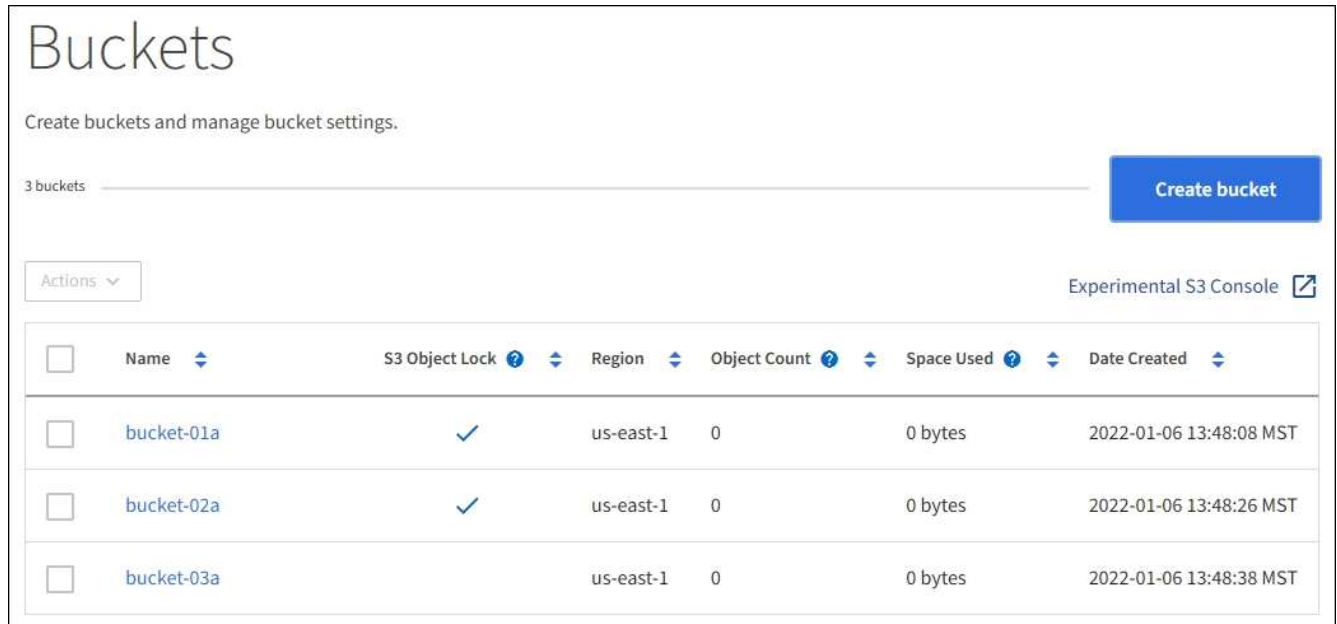 Buckets
Create buckets and manage bucket settings.
3 buckets
Create bucket
Actions
Experimental S3 Console
Name S3 Object Lock Region Object Count Space Used Date Created
bucket-01a us-east-1 0 0 bytes 2022-01-06 13:48:08 MST
bucket-02a us-east-1 0 0 bytes 2022-01-06 13:48:26 MST
bucket-03a us-east-1 0 0 bytes 2022-01-06 13:48:38 MST